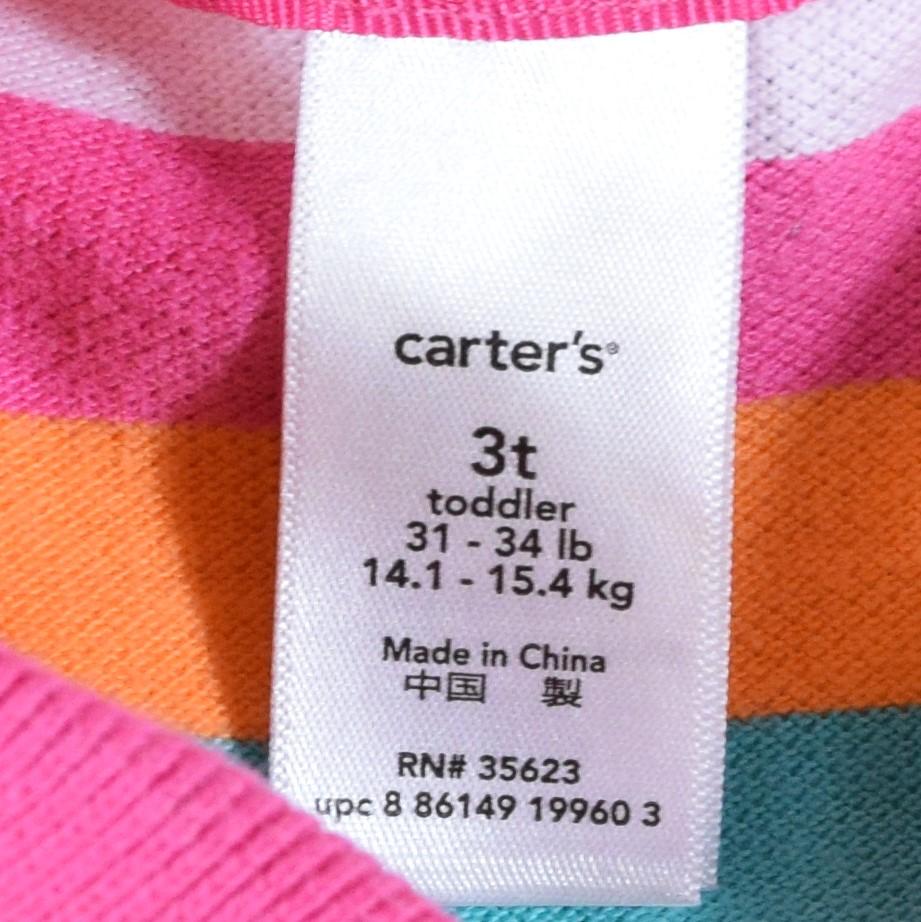 carter's®
3t
toddler
31 - 34 lb
14.1 - 15.4 kg
Made in China
中国 製
RN# 35623
upc 8 86149 19960 3